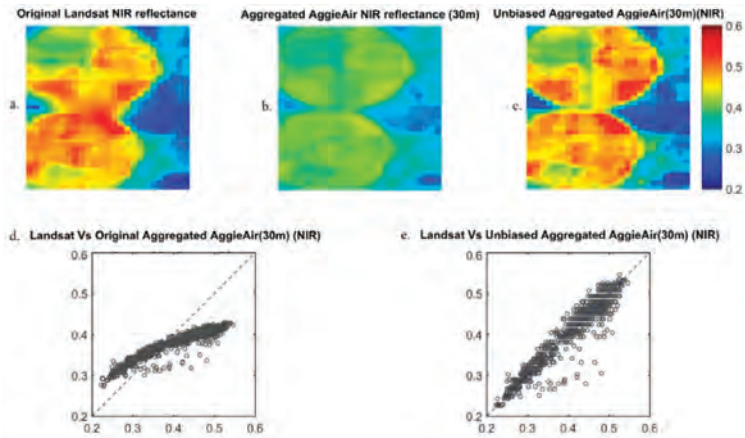 Original Landsat NIR reflectance
Aggregated AggieAir NIR reflectance (30m)
Unbiased Aggregated AggieAir(30m)(NIR)
a.
b.
c.
0.6
0.5
0.4
0.3
0.2
d. Landsat Vs Original Aggregated AggieAir(30m) (NIR)
0.6
0.5
0.4
0.3
0.2
0.2 0.3 0.4 0.5 0.6
e. Landsat Vs Unbiased Aggregated AggieAir(30m) (NIR)
0.6
0.5
0.4
0.3
0.2
0.2 0.3 0.4 0.5 0.6